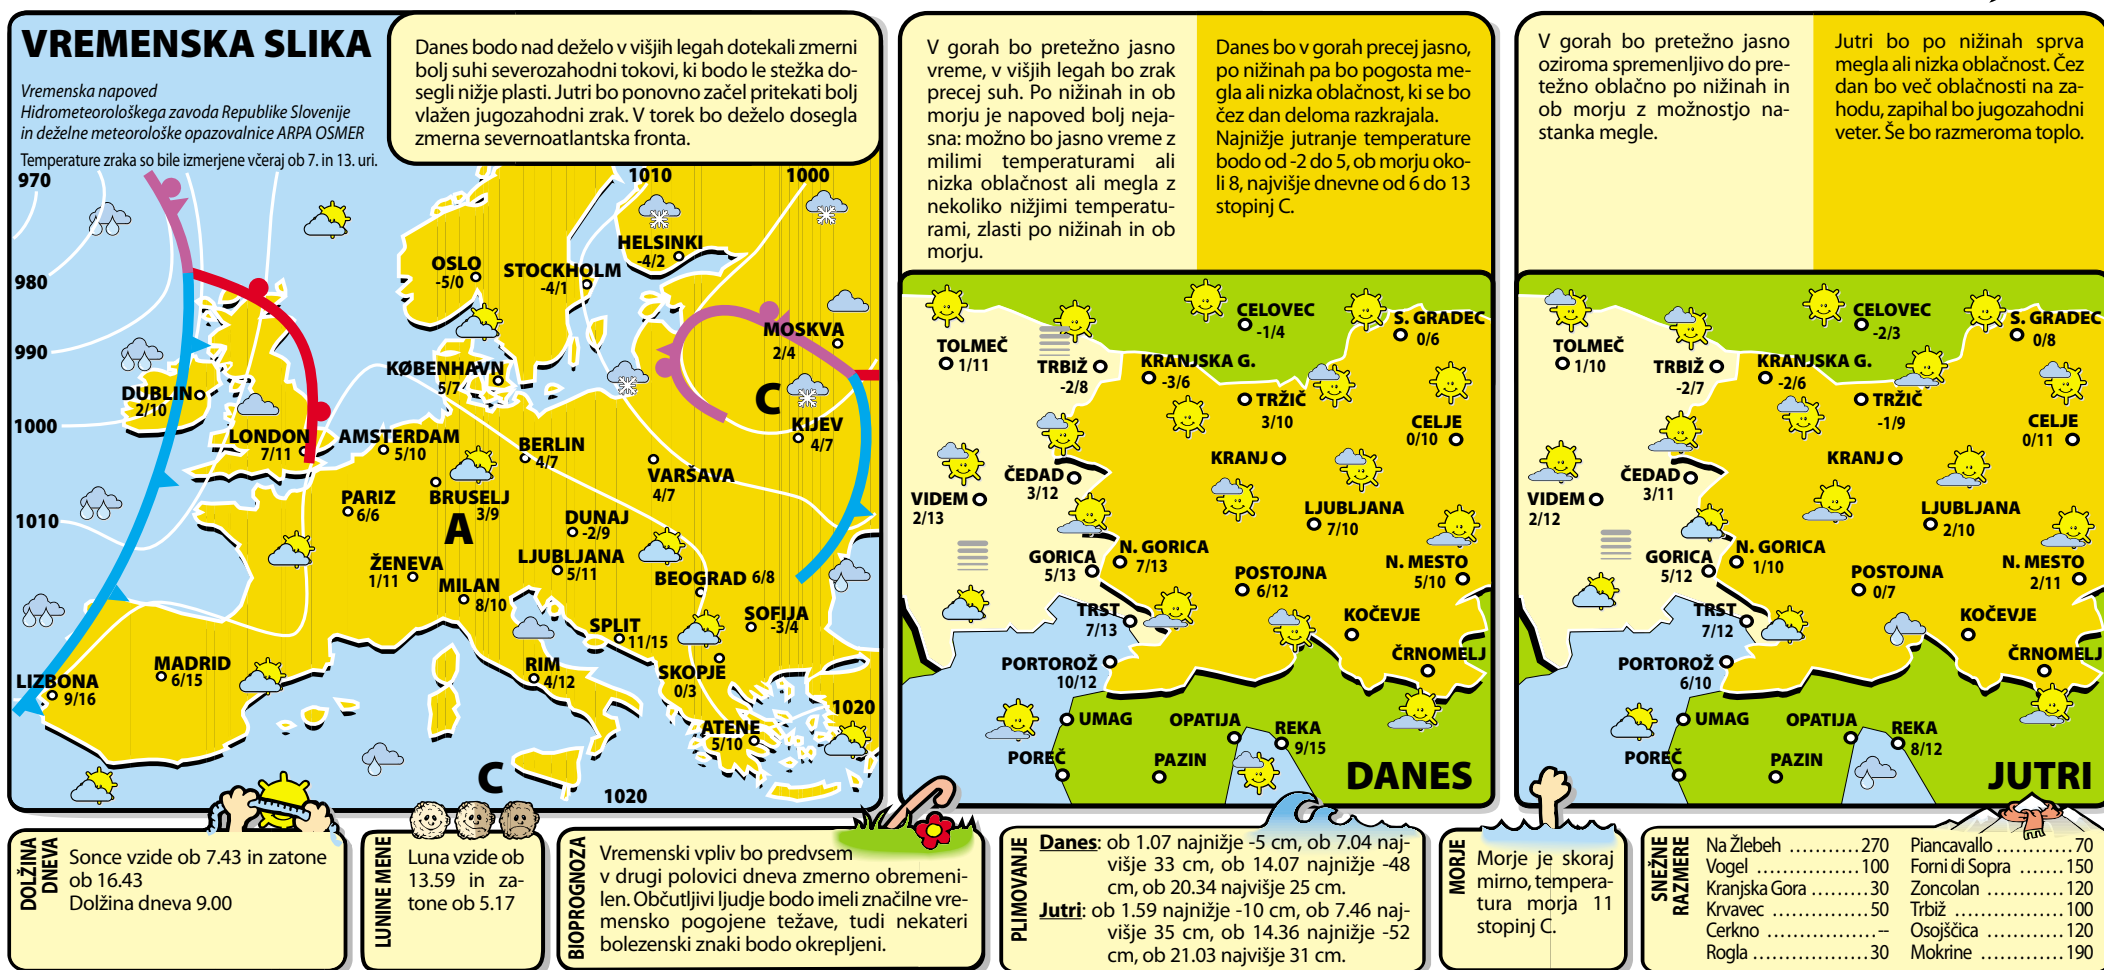 VREMENSKA SLIKA
Vremenska napoved
Hidrometeorološkega zavoda Republike Slovenije
in deželne meteorološke opazovalnice ARPA OSMER
Temperature zraka so bile izmerjene včeraj ob 7. in 13. uri.
Danes bodo nad deželo v višjih legah dotekali zmerni
bolj suhi severozahodni tokovi, ki bodo le stežka do-
segli nižje plasti. Jutri bo ponovno začel pritekati bolj
vlažen jugozahodni zrak. V torek bo deželo dosegla
zmerna severnoatlantska fronta.
970
980
990
1000
1010
1010
1000
1020
1020
HELSINKI
-4/2
OSLO
-5/0
STOCKHOLM
-4/1
MOSKVA
2/4
KØBENHAVN
5/7
DUBLIN
2/10
LONDON
7/11
AMSTERDAM
5/10
BERLIN
4/7
VARŠAVA
4/7
C
KIJEV
4/7
PARIZ
6/6
BRUSELJ
3/9
A
DUNAJ
-2/9
ŽENEVA
1/11
LJUBLJANA
5/11
MILAN
8/10
BEOGRAD 6/8
SOFIJA
-3/4
SPLIT
11/15
SKOPJE
0/3
RIM
4/12
MADRID
6/15
LIZBONA
9/16
ATENE
5/10
C
V gorah bo pretežno jasno
vreme, v višjih legah bo zrak
precej suh. Po nižinah in ob
morju je napoved bolj neja-
sna: možno bo jasno vreme z
milimi temperaturami ali
nizka oblačnost ali megla z
nekoliko nižjimi temperatu-
rami, zlasti po nižinah in ob
morju.
Danes bo v gorah precej jasno,
po nižinah pa bo pogosta me-
gla ali nizka oblačnost, ki se bo
čez dan deloma razkrajala.
Najnižje jutranje temperature
bodo od -2 do 5, ob morju oko-
li 8, najvišje dnevne od 6 do 13
stopinj C.
CELOVEC
-1/4
S. GRADEC
0/6
TOLMEČ
1/11
TRBIŽ
-2/8
KRANJSKA G.
-3/6
TRŽIČ
3/10
CELJE
0/10
KRANJ
ČEDAD
3/12
VIDEM
2/13
LJUBLJANA
7/10
GORICA
5/13
N. GORICA
7/13
POSTOJNA
6/12
N. MESTO
5/10
TRST
7/13
KOČEVJE
PORTOROŽ
10/12
ČRNOMELJ
UMAG
OPATIJA
REKA
9/15
POREČ
PAZIN
DANES
V gorah bo pretežno jasno
oziroma spremenljivo do pre-
težno oblačno po nižinah in
ob morju z možnostjo na-
stanka megle.
Jutri bo po nižinah sprva
megla ali nizka oblačnost. Čez
dan bo več oblačnosti na za-
hodu, zapihal bo jugozahodni
veter. Še bo razmeroma toplo.
CELOVEC
-2/3
S. GRADEC
0/8
TOLMEČ
1/10
TRBIŽ
-2/7
KRANJSKA G.
-2/6
TRŽIČ
-1/9
CELJE
0/11
KRANJ
ČEDAD
3/11
VIDEM
2/12
LJUBLJANA
2/10
GORICA
5/12
N. GORICA
1/10
POSTOJNA
0/7
N. MESTO
2/11
TRST
7/12
KOČEVJE
PORTOROŽ
6/10
ČRNOMELJ
UMAG
OPATIJA
REKA
8/12
POREČ
PAZIN
JUTRI
DOLŽINA
DNEVA
Sonce vzide ob 7.43 in zatone
ob 16.43
Dolžina dneva 9.00
LUNINE MENE
Luna vzide ob
13.59 in za-
tone ob 5.17
BIOPROGNOZA
Vremenski vpliv bo predvsem
v drugi polovici dneva zmerno obremeni-
len. Občutljivi ljudje bodo imeli značilne vre-
mensko pogojene težave, tudi nekateri
bolezenski znaki bodo okrepljeni.
PLIMOVANJE
Danes: ob 1.07 najnižje -5 cm, ob 7.04 naj-
višje 33 cm, ob 14.07 najnižje -48
cm, ob 20.34 najvišje 25 cm.
Jutri: ob 1.59 najnižje -10 cm, ob 7.46 naj-
višje 35 cm, ob 14.36 najnižje -52
cm, ob 21.03 najvišje 31 cm.
MORJE
Morje je skoraj
mirno, tempera-
tura morja 11
stopinj C.
SNEŽNE
RAZMERE
Na Žlebeh ...........270
Vogel ....................100
Kranjska Gora ........30
Krvavec ..................50
Cerkno ..................--
Rogla .....................30
Piancavallo ............70
Forni di Sopra .......150
Zoncolan .............120
Trbiž ....................100
Osojščica .............120
Mokrine ...............190